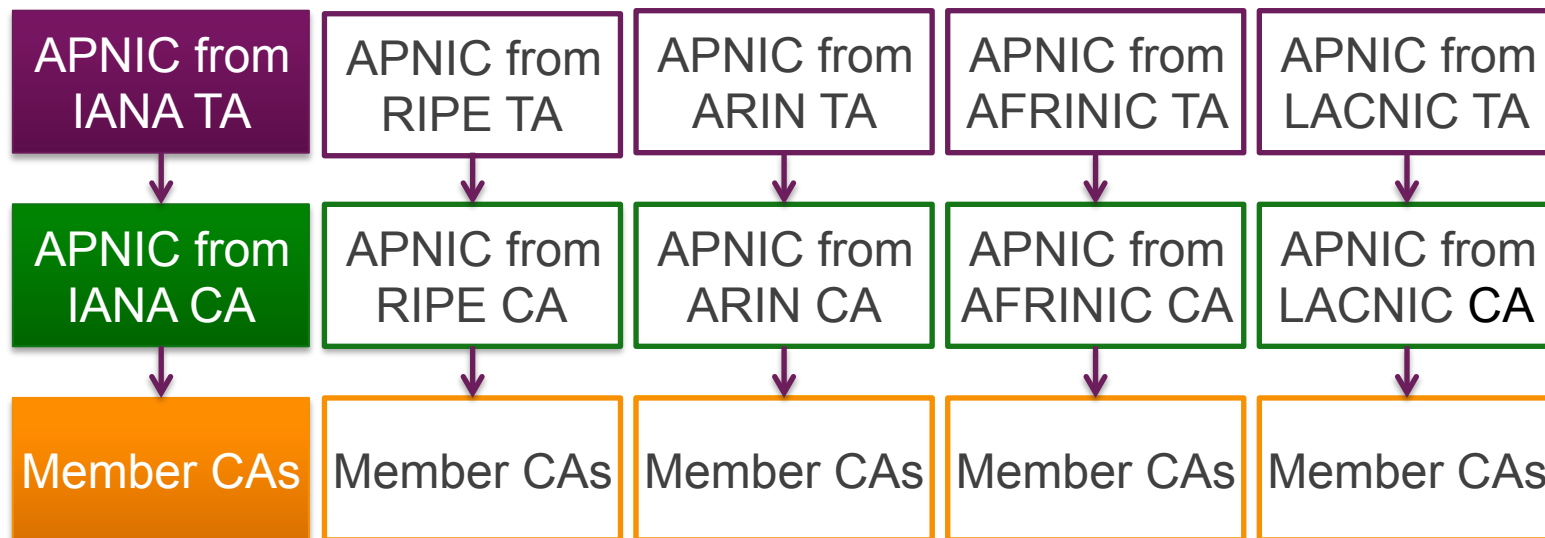 APNIC from
IANA TA
APNIC from
RIPE TA
APNIC from
ARIN TA
APNIC from
AFRINIC TA
APNIC from
LACNIC TA
APNIC from
IANA CA
APNIC from
RIPE CA
APNIC from
ARIN CA
APNIC from
AFRINIC CA
APNIC from
LACNIC CA
Member CAs
Member CAs
Member CAs
Member CAs
Member CAs